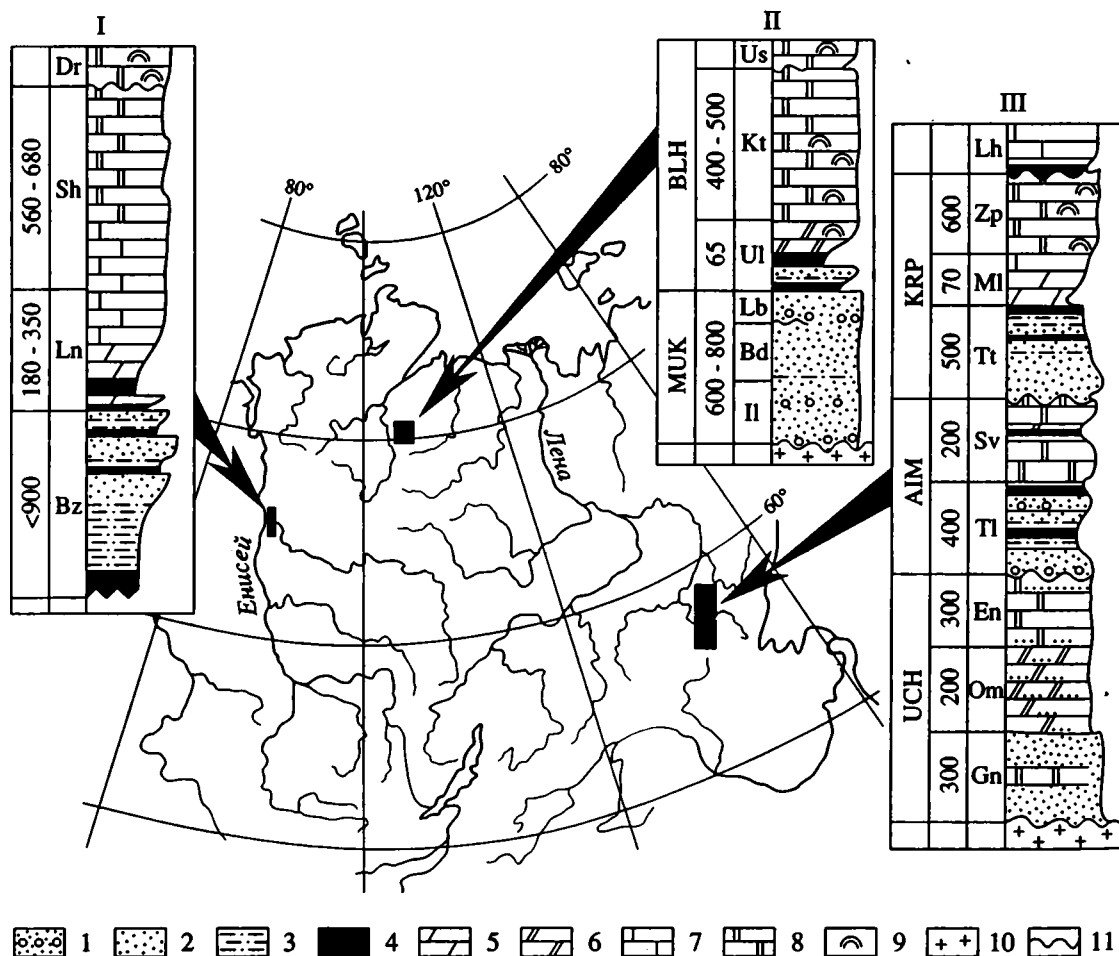 I
Dr
Sh
560 - 680
Ln
180 - 350
Bz
<900
II
Us
BLH
400 - 500
Kt
65
Ul
MUK
600 - 800
Lb
Bd
Il
III
Lh
KRP
600
Zp
70
Ml
500
Tt
AIM
200
Sv
400
Tl
UCH
300
En
200
Om
300
Gn
80°
120°
80°
60°
Лена
Енисей
1 2 3 4 5 6 7 8 9 10 11